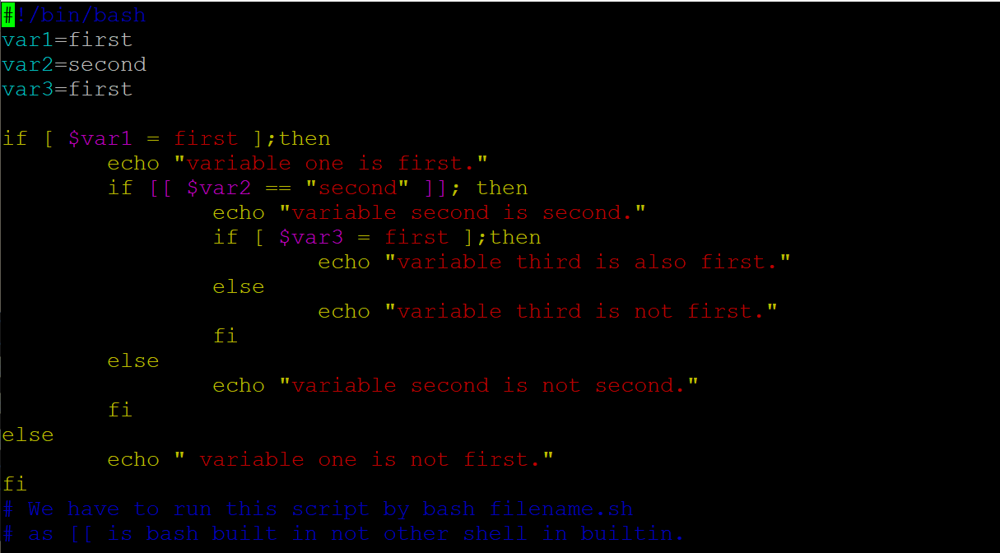 #!/bin/bash
var1=first
var2=second
var3=first
if [ $var1 = first ];then
echo "variable one is first."
if [[ $var2 == "second" ]]; then
echo "variable second is second."
if [ $var3 = first ];then
echo "variable third is also first."
else
echo "variable third is not first."
fi
else
echo "variable second is not second."
fi
else
echo " variable one is not first."
fi
# We have to run this script by bash filename.sh
# as [[ is bash built in not other shell in builtin.